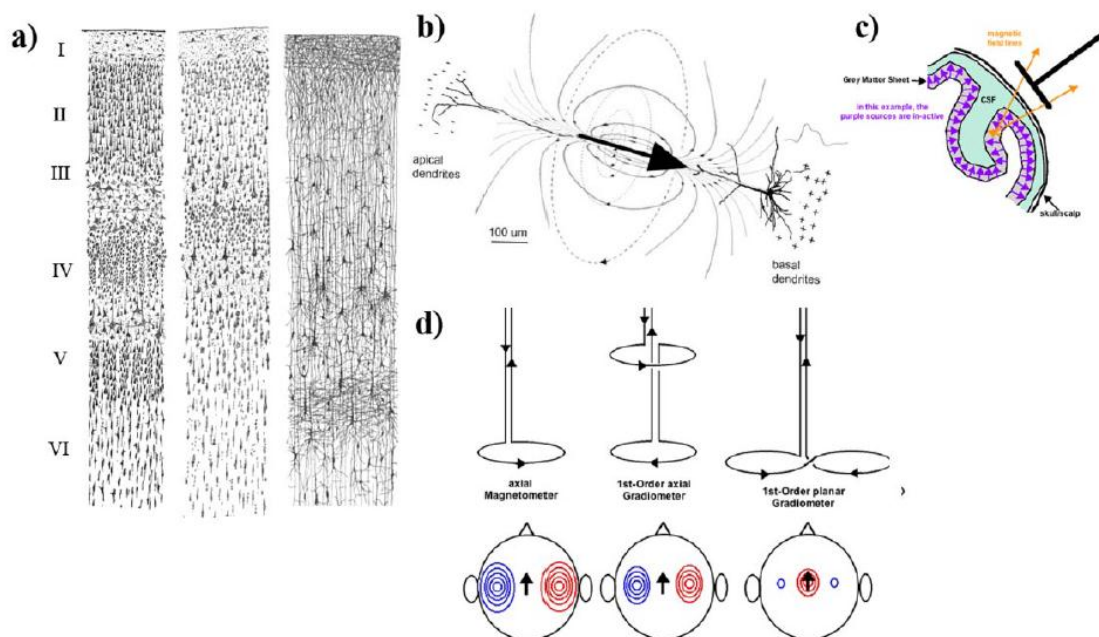 a)
I
II
III
IV
V
VI
b)
apical
dendrites
100 um
basal
dendrites
c)
magnetic
field lines
Grey Matter Sheet
CSF
in this example, the
purple sources are in-active
skull/scalp
d)
axial
Magnetometer
1st-Order axial
Gradiometer
1st-Order planar
Gradiometer